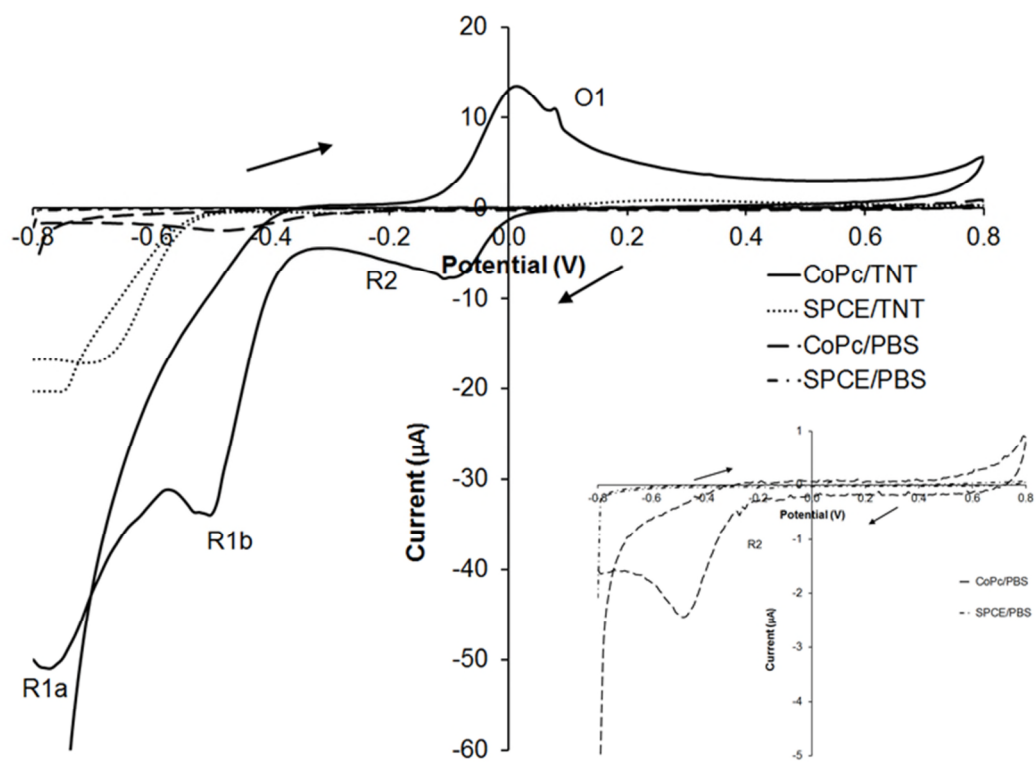 20
O1
10
0
-0.8 -0.6 -0.4 -0.2 0.0 0.2 0.4 0.6 0.8
Potential (V)
R2
-10
CoPc/TNT
SPCE/TNT
CoPc/PBS
SPCE/PBS
-20
-30
R1b
-40
-50
R1a
-60
Current (µA)
1
0
-0.8 -0.6 -0.4 -0.2 0.0 0.2 0.4 0.6 0.8
Potential (V)
R2
-1
-2
-3
-4
-5
Current (µA)
CoPc/PBS
SPCE/PBS